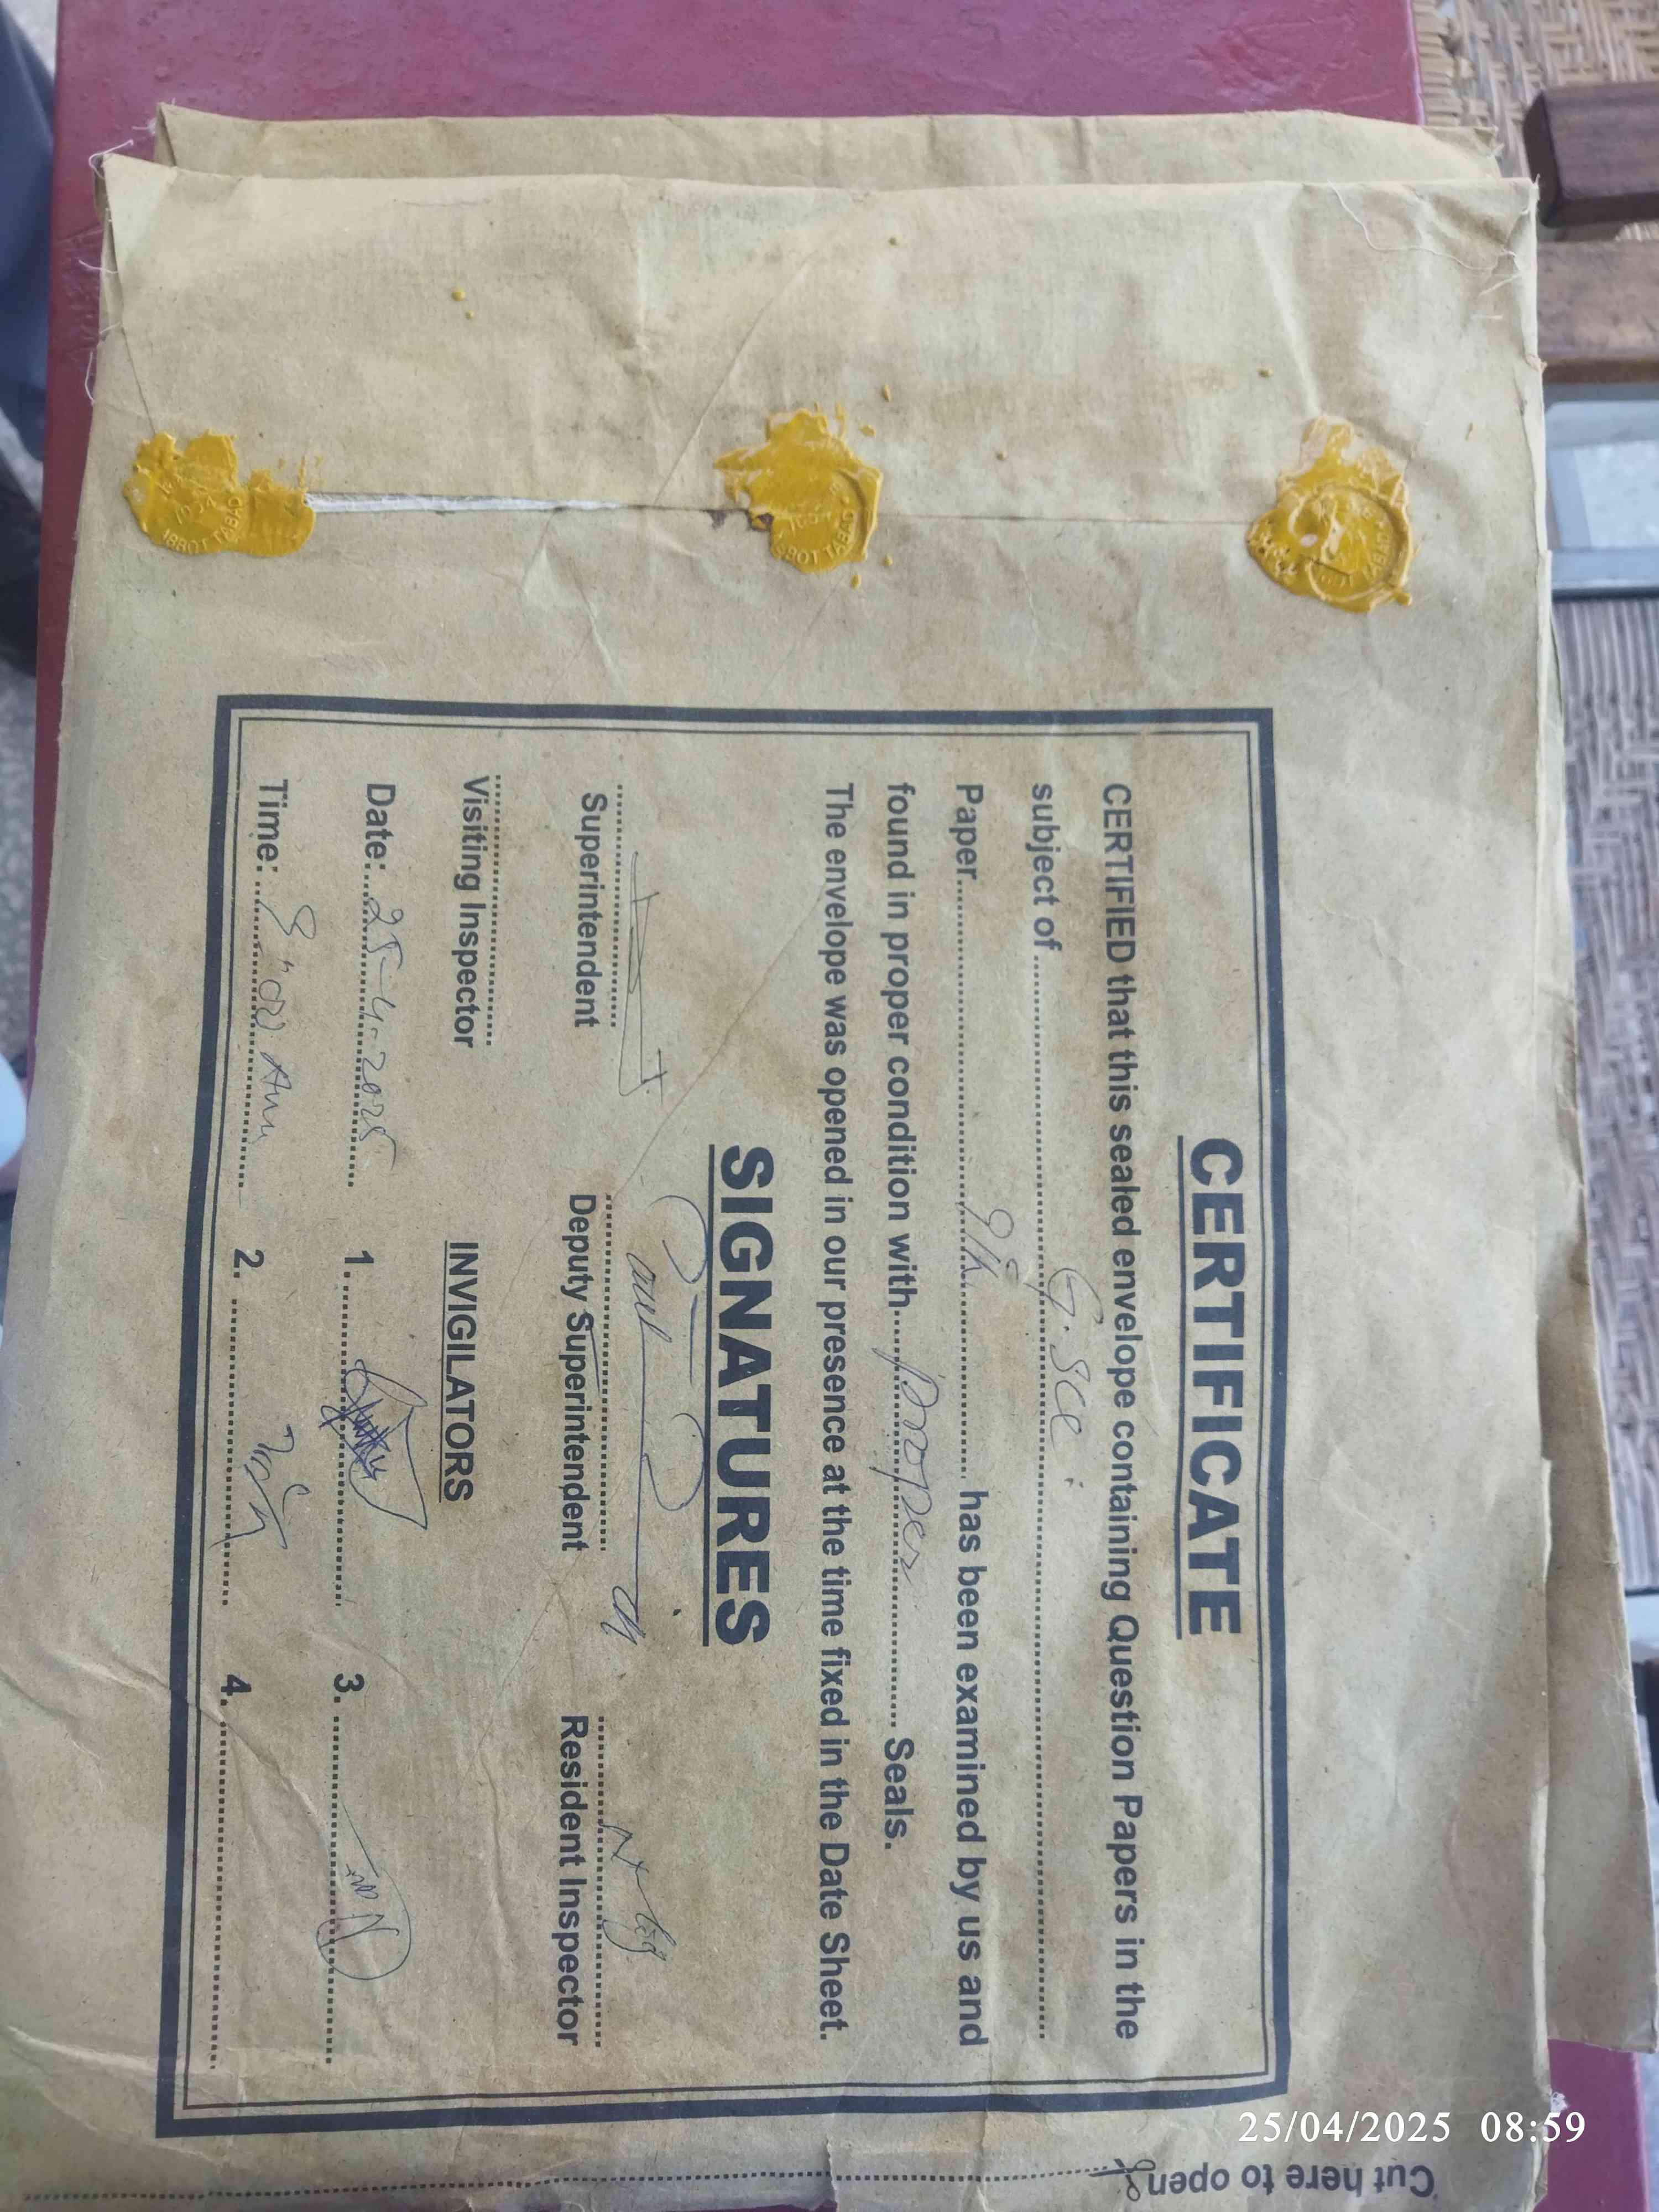 CERTIFICATE
CERTIFIED that this sealed envelope containing Question Papers in the
subject of G.Sce
Paper 9th has been examined by us and
found in proper condition with proper Seals.
The envelope was opened in our presence at the time fixed in the Date Sheet.
SIGNATURES
Superintendent Deputy Superintendent Resident Inspector
Visiting Inspector
INVIGILATORS
Date: 25-4-2025 1. 3.
Time: 9:00 Am 2. 4.
Cut here to open
25/04/2025 08:59